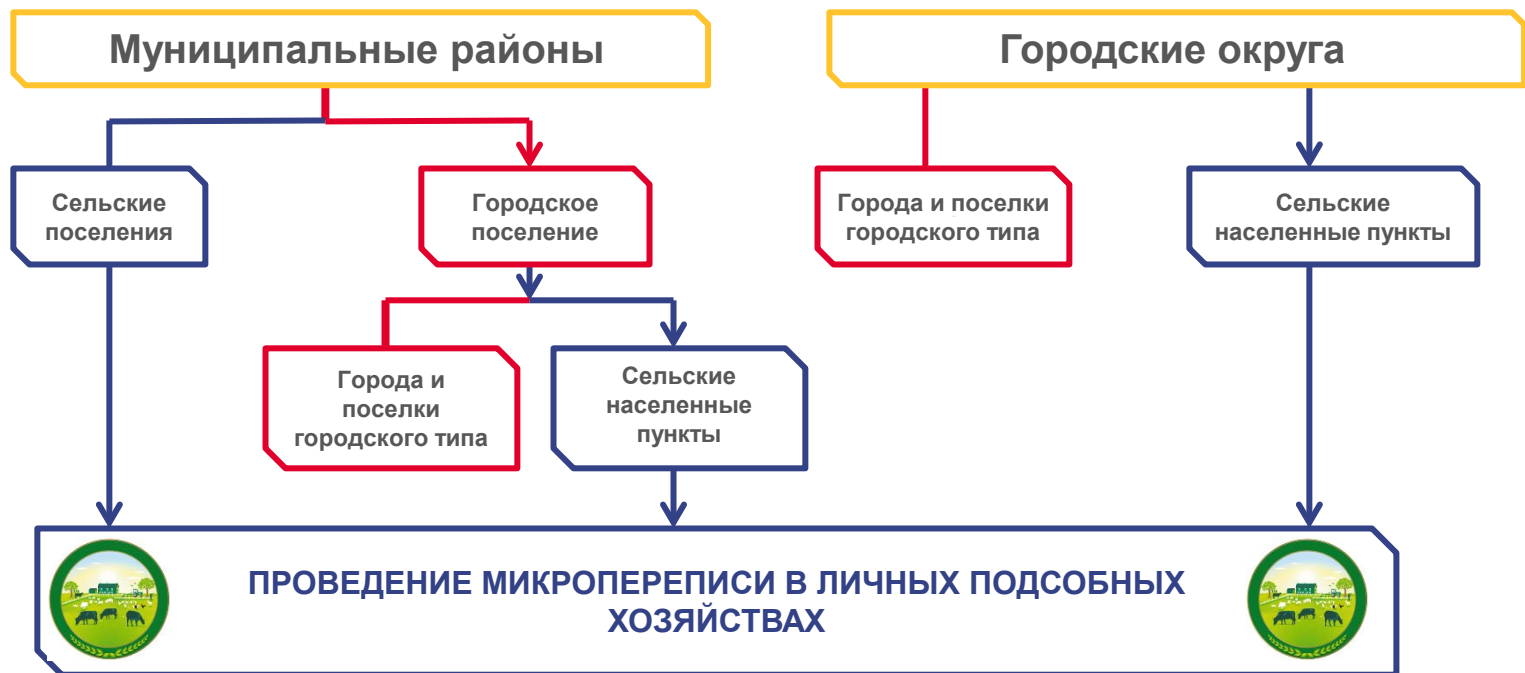 Муниципальные районы
Городские округа
Сельские
поселения
Городское
поселение
Города и поселки
городского типа
Сельские
населенные пункты
Города и
поселки
городского типа
Сельские
населенные
пункты
ПРОВЕДЕНИЕ МИКРОПЕРЕПИСИ В ЛИЧНЫХ ПОДСОБНЫХ
ХОЗЯЙСТВАХ